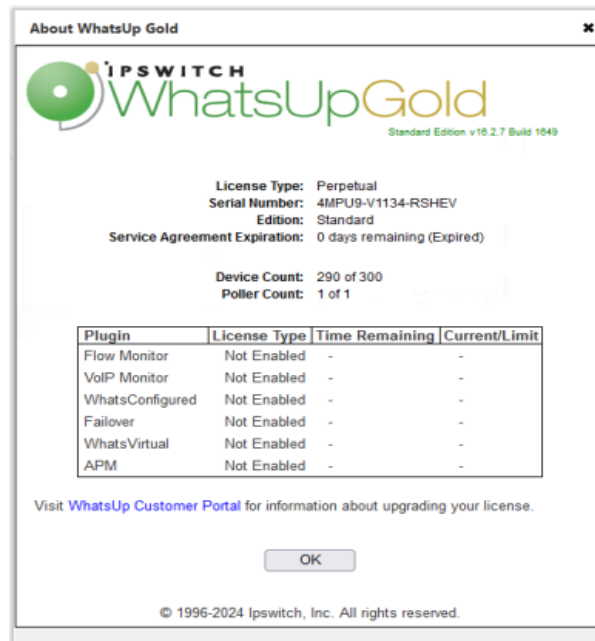 About WhatsUp Gold ×
IPSWITCH
WhatsUpGold
Standard Edition v16.2.7 Build 1649
License Type: Perpetual
Serial Number: 4MPU9-V1134-RSHEV
Edition: Standard
Service Agreement Expiration: 0 days remaining (Expired)
Device Count: 290 of 300
Poller Count: 1 of 1
Plugin License Type Time Remaining Current/Limit
Flow Monitor Not Enabled - -
VoIP Monitor Not Enabled - -
WhatsConfigured Not Enabled - -
Failover Not Enabled - -
WhatsVirtual Not Enabled - -
APM Not Enabled - -
Visit WhatsUp Customer Portal for information about upgrading your license.
OK
© 1996-2024 Ipswitch, Inc. All rights reserved.